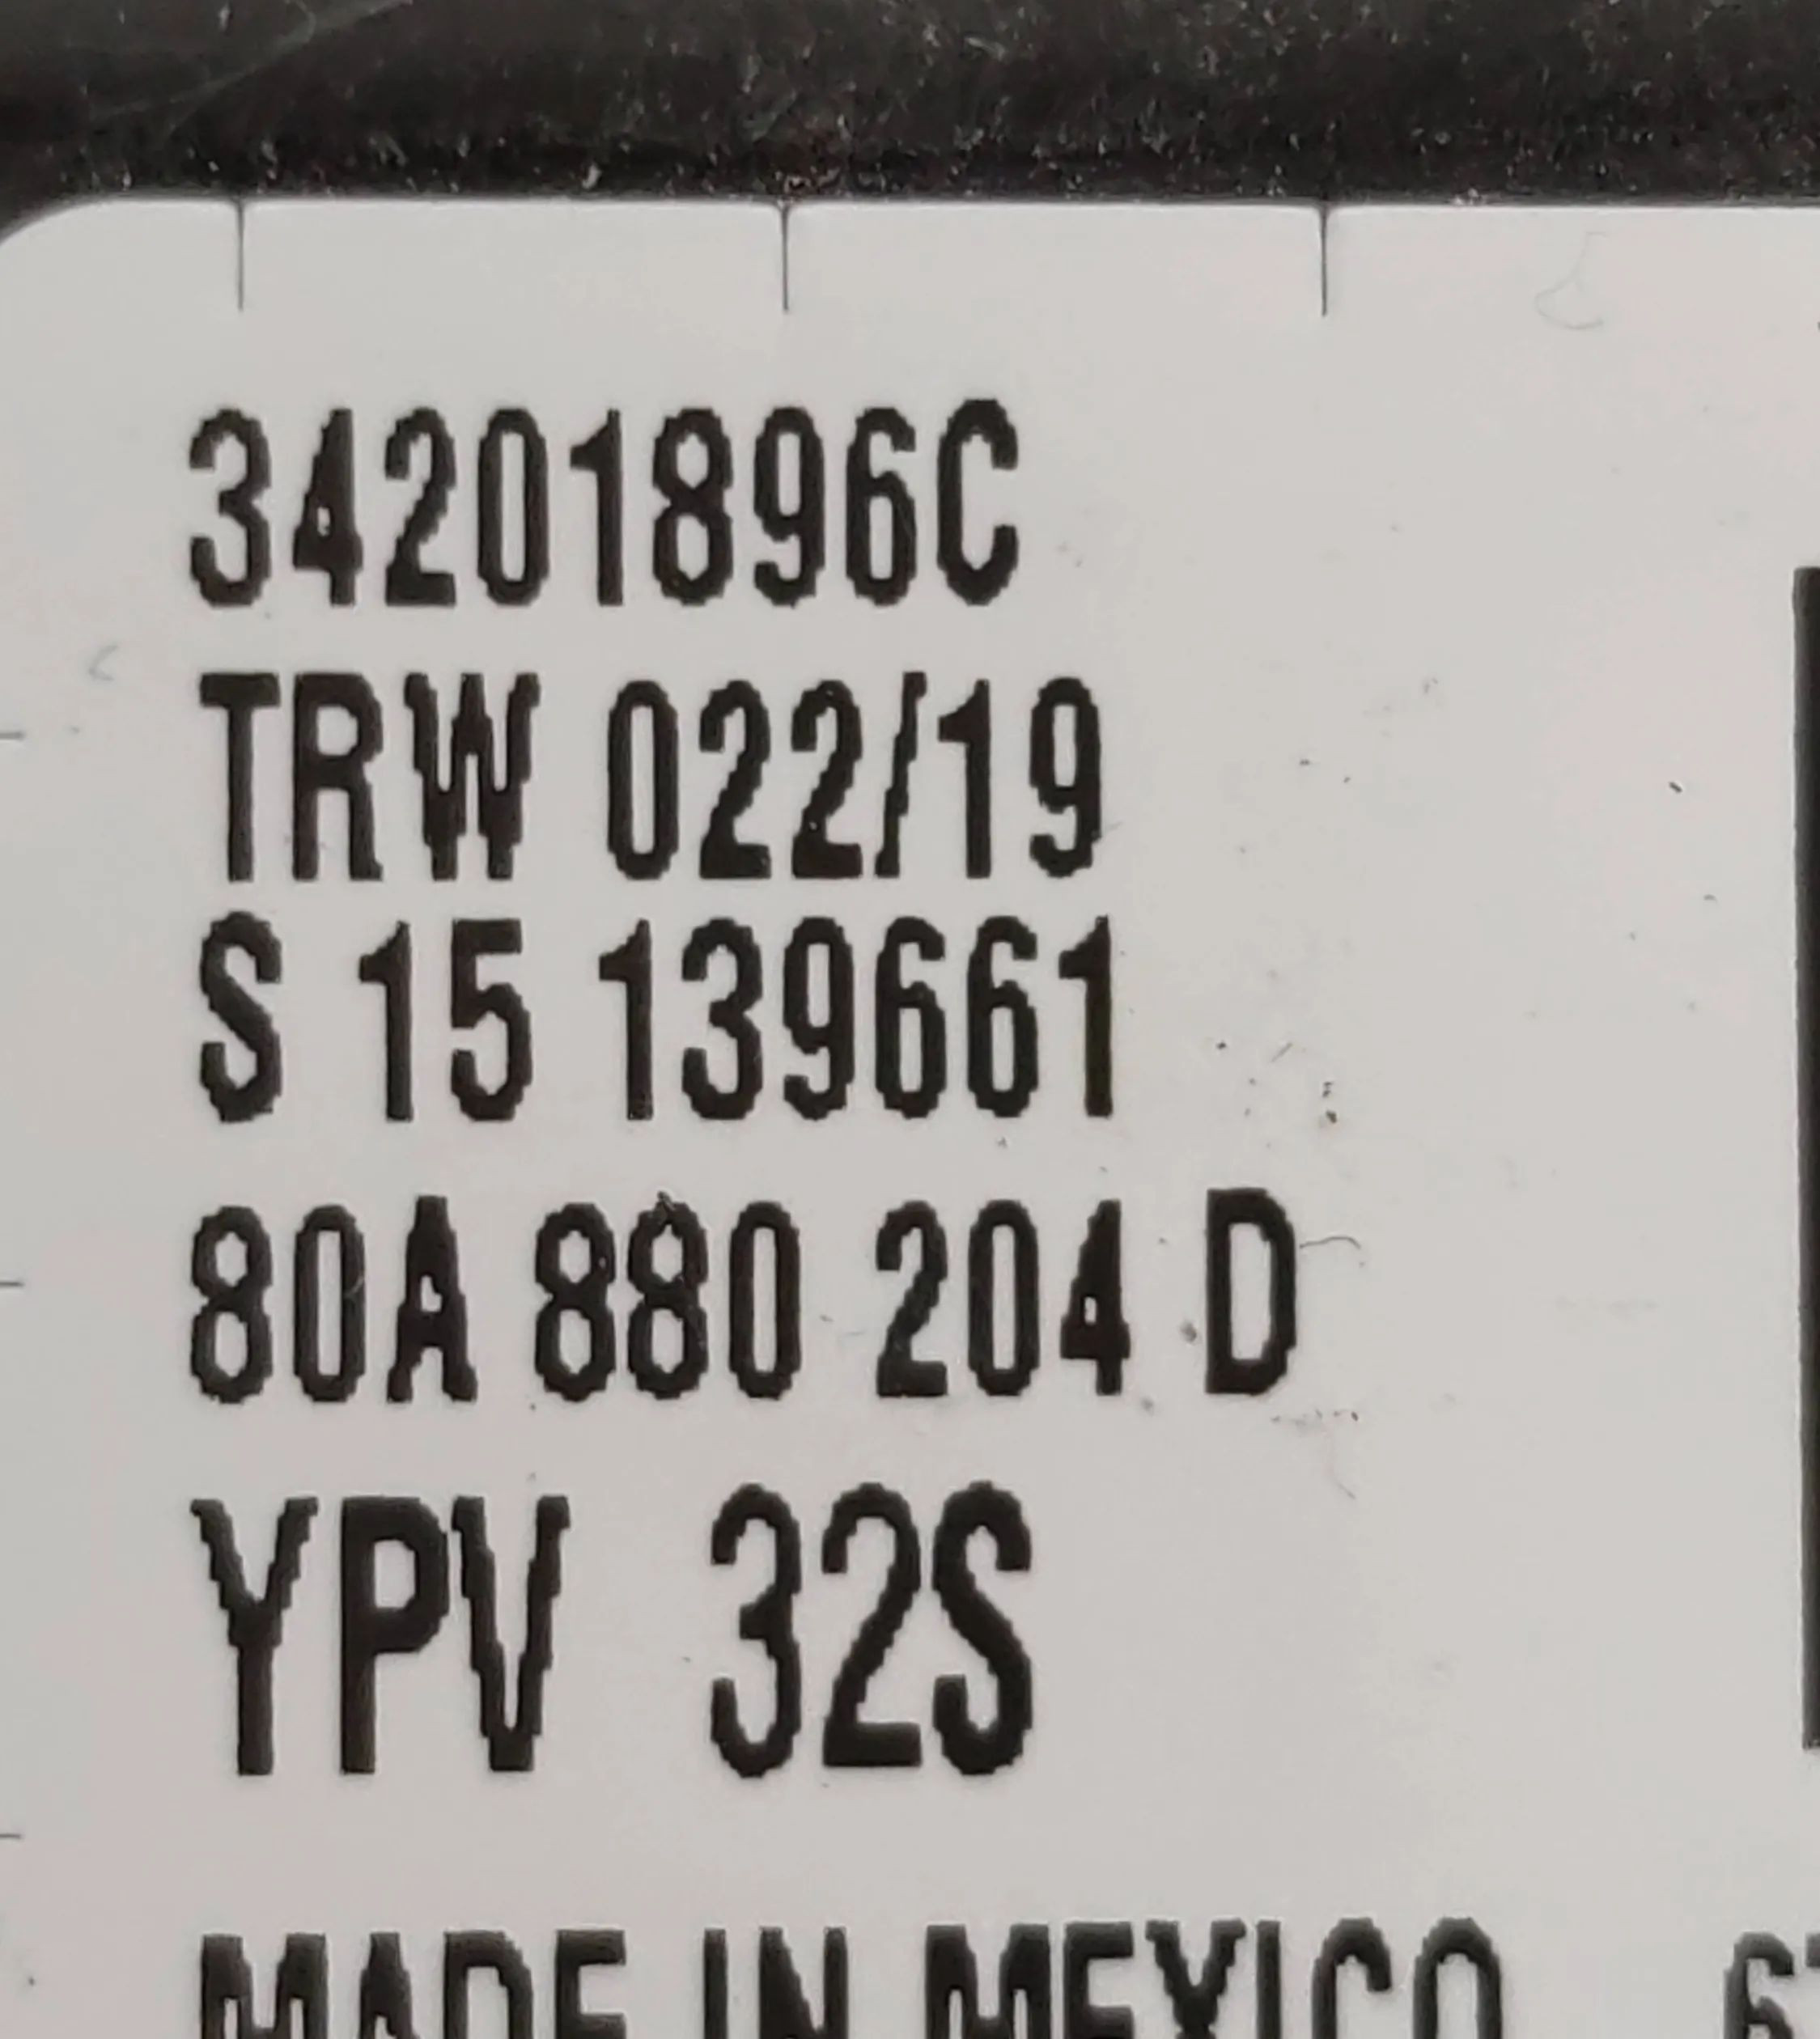 34201896C
TRW 022/19
S 15 139661
80A 880 204 D
YPV 32S
MADE IN MEXICO